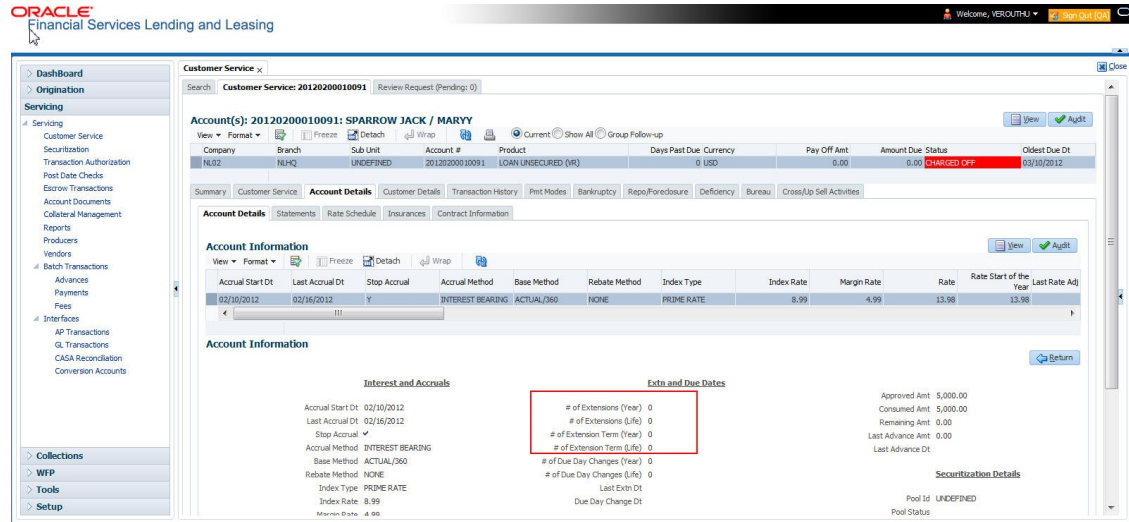 ORACLE'
Financial Services Lending and Leasing
Welcome, VEROUTHU
Sign Out [QA]
Close
DashBoard
Origination
Servicing
Servicing
Customer Service
Securitization
Transaction Authorization
Post Date Checks
Escrow Transactions
Account Documents
Collateral Management
Reports
Producers
Vendors
Batch Transactions
Advances
Payments
Fees
Interfaces
AP Transactions
GL Transactions
CASA Reconciliation
Conversion Accounts
Collections
WFP
Tools
Setup
Customer Service x
Search Customer Service: 20120200010091 Review Request (Pending: 0)
Account(s): 20120200010091: SPARROW JACK / MARYY
View Audit
View Format Freeze Detach Wrap Current Show All Group Follow-up
Company Branch Sub Unit Account # Product Days Past Due Currency Pay Off Amt Amount Due Status Oldest Due Dt
NL02 NLHQ UNDEFINED 20120200010091 LOAN UNSECURED (VR) 0 USD 0.00 0.00 CHARGED OFF 03/10/2012
Summary Customer Service Account Details Customer Details Transaction History Pmt Modes Bankruptcy Repo/Foreclosure Deficiency Bureau Cross/Up Sell Activities
Account Details Statements Rate Schedule Insurances Contract Information
Account Information
View Audit
View Format Freeze Detach Wrap
Accrual Start Dt Last Accrual Dt Stop Accrual Accrual Method Base Method Rebate Method Index Type Index Rate Margin Rate Rate Rate Start of the Year Last Rate Adj
02/10/2012 02/16/2012 Y INTEREST BEARING ACTUAL/360 NONE PRIME RATE 8.99 4.99 13.98 13.98
Account Information
Return
Interest and Accruals
Accrual Start Dt 02/10/2012
Last Accrual Dt 02/16/2012
Stop Accrual
Accrual Method INTEREST BEARING
Base Method ACTUAL/360
Rebate Method NONE
Index Type PRIME RATE
Index Rate 8.99
Margin Rate 4.99
Extn and Due Dates
# of Extensions (Year) 0
# of Extensions (Life) 0
# of Extension Term (Year) 0
# of Extension Term (Life) 0
# of Due Day Changes (Year) 0
# of Due Day Changes (Life) 0
Last Extn Dt
Due Day Change Dt
Approved Amt 5,000.00
Consumed Amt 5,000.00
Remaining Amt 0.00
Last Advance Amt 0.00
Last Advance Dt
Securitization Details
Pool Id UNDEFINED
Pool Status